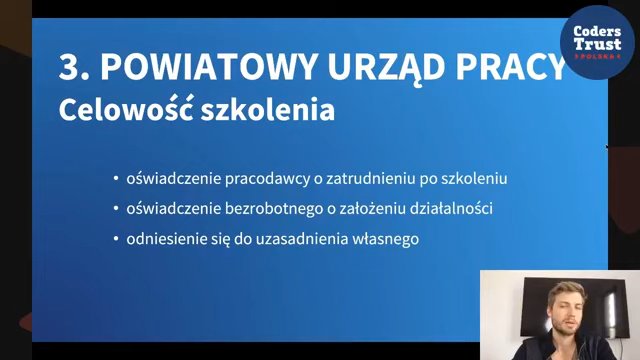 Coders
Trust
POLSKA
3. POWIATOWY URZĄD PRACY
Celowość szkolenia
• oświadczenie pracodawcy o zatrudnieniu po szkoleniu
• oświadczenie bezrobotnego o założeniu działalności
• odniesienie się do uzasadnienia własnego